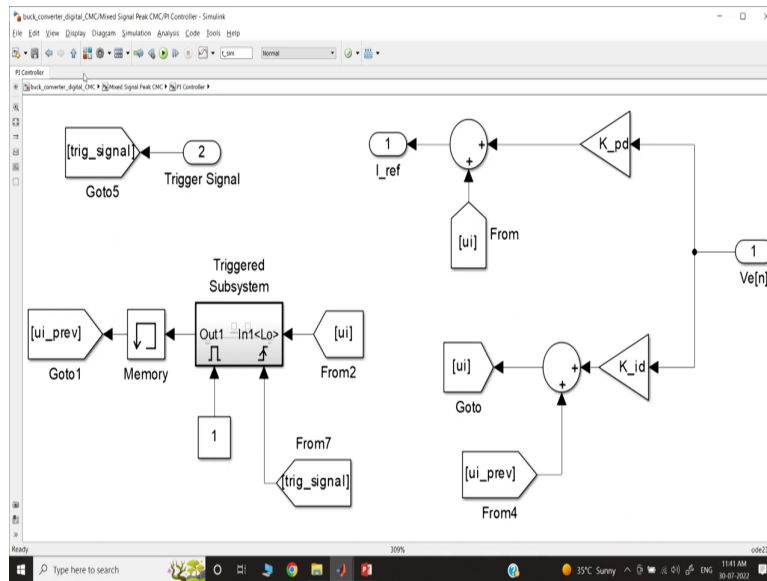 buck_converter_digital_CMC/Mixed Signal Peak CMC/PI Controller - Simulink
File Edit View Display Diagram Simulation Analysis Code Tools Help
t_sim Normal
PI Controller
buck_converter_digital_CMC Mixed Signal Peak CMC PI Controller
[trig_signal]
Goto5
2
Trigger Signal
1
I_ref
+
+
K_pd
[ui]
From
1
Ve[n]
Triggered
Subsystem
[ui_prev]
Goto1
Memory
Out1 In1<Lo>
[ui]
From2
1
From7
[trig_signal]
[ui]
Goto
+
+
K_id
[ui_prev]
From4
Ready 309% ode23
Type here to search 35°C Sunny ENG 11:41 AM
30-07-2022